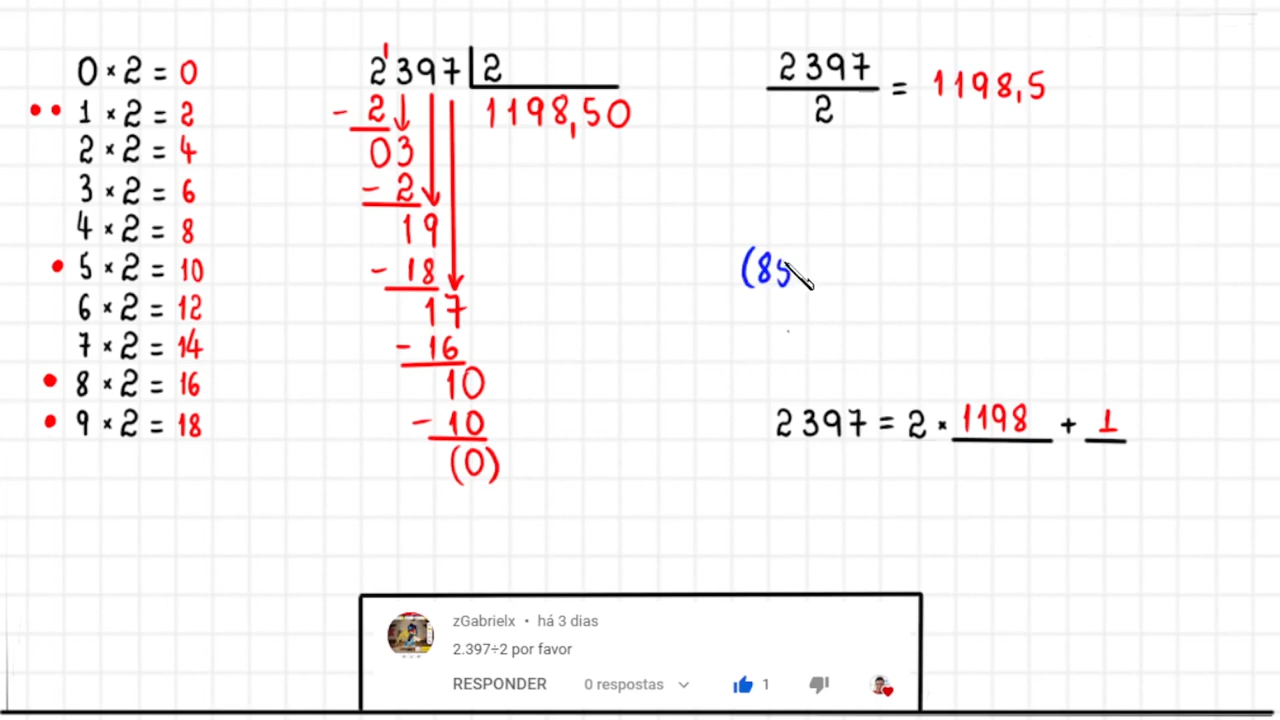 0 × 2 = 0
1 × 2 = 2
2 × 2 = 4
3 × 2 = 6
4 × 2 = 8
5 × 2 = 10
6 × 2 = 12
7 × 2 = 14
8 × 2 = 16
9 × 2 = 18
1
2397 2
- 2 1198,50
03
- 2
19
- 18
17
- 16
10
- 10
(0)
2397
2
= 1198,5
(85
2397 = 2 × 1198 + 1
zGabrielx • há 3 dias
2.397÷2 por favor
RESPONDER 0 respostas 1